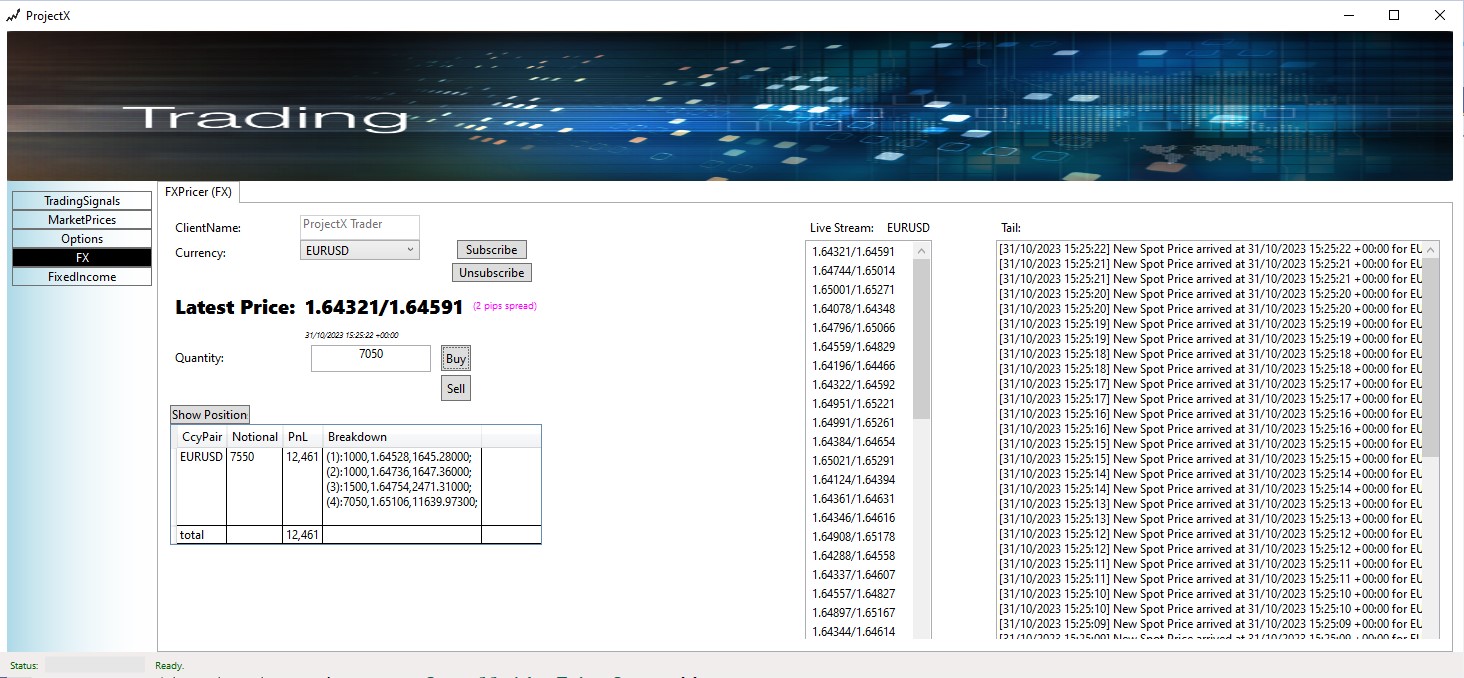 ProjectX
Trading
TradingSignals
MarketPrices
Options
FX
FixedIncome
FXPricer (FX)
ClientName:
ProjectX Trader
Currency:
EURUSD
Subscribe
Unsubscribe
Latest Price: 1.64321/1.64591 (2 pips spread)
31/10/2023 15:25:22 +00:00
Quantity:
7050
Buy
Sell
Show Position
CcyPair Notional PnL Breakdown
EURUSD 7550 12,461 (1):1000,1.64528,1645.28000;
(2):1000,1.64736,1647.36000;
(3):1500,1.64754,2471.31000;
(4):7050,1.65106,11639.97300;
total 12,461
Live Stream: EURUSD
1.64321/1.64591
1.64744/1.65014
1.65001/1.65271
1.64078/1.64348
1.64796/1.65066
1.64559/1.64829
1.64196/1.64466
1.64322/1.64592
1.64951/1.65221
1.64991/1.65261
1.64384/1.64654
1.65021/1.65291
1.64124/1.64394
1.64361/1.64631
1.64346/1.64616
1.64908/1.65178
1.64288/1.64558
1.64337/1.64607
1.64557/1.64827
1.64897/1.65167
1.64344/1.64614
Tail:
[31/10/2023 15:25:22] New Spot Price arrived at 31/10/2023 15:25:22 +00:00 for EU
[31/10/2023 15:25:21] New Spot Price arrived at 31/10/2023 15:25:21 +00:00 for EU
[31/10/2023 15:25:21] New Spot Price arrived at 31/10/2023 15:25:21 +00:00 for EU
[31/10/2023 15:25:20] New Spot Price arrived at 31/10/2023 15:25:20 +00:00 for EU
[31/10/2023 15:25:20] New Spot Price arrived at 31/10/2023 15:25:20 +00:00 for EU
[31/10/2023 15:25:19] New Spot Price arrived at 31/10/2023 15:25:19 +00:00 for EU
[31/10/2023 15:25:19] New Spot Price arrived at 31/10/2023 15:25:19 +00:00 for EU
[31/10/2023 15:25:18] New Spot Price arrived at 31/10/2023 15:25:18 +00:00 for EU
[31/10/2023 15:25:18] New Spot Price arrived at 31/10/2023 15:25:18 +00:00 for EU
[31/10/2023 15:25:17] New Spot Price arrived at 31/10/2023 15:25:17 +00:00 for EU
[31/10/2023 15:25:17] New Spot Price arrived at 31/10/2023 15:25:17 +00:00 for EU
[31/10/2023 15:25:16] New Spot Price arrived at 31/10/2023 15:25:16 +00:00 for EU
[31/10/2023 15:25:16] New Spot Price arrived at 31/10/2023 15:25:16 +00:00 for EU
[31/10/2023 15:25:15] New Spot Price arrived at 31/10/2023 15:25:15 +00:00 for EU
[31/10/2023 15:25:15] New Spot Price arrived at 31/10/2023 15:25:15 +00:00 for EU
[31/10/2023 15:25:14] New Spot Price arrived at 31/10/2023 15:25:14 +00:00 for EU
[31/10/2023 15:25:14] New Spot Price arrived at 31/10/2023 15:25:14 +00:00 for EU
[31/10/2023 15:25:13] New Spot Price arrived at 31/10/2023 15:25:13 +00:00 for EU
[31/10/2023 15:25:13] New Spot Price arrived at 31/10/2023 15:25:13 +00:00 for EU
[31/10/2023 15:25:12] New Spot Price arrived at 31/10/2023 15:25:12 +00:00 for EU
[31/10/2023 15:25:12] New Spot Price arrived at 31/10/2023 15:25:12 +00:00 for EU
[31/10/2023 15:25:11] New Spot Price arrived at 31/10/2023 15:25:11 +00:00 for EU
[31/10/2023 15:25:11] New Spot Price arrived at 31/10/2023 15:25:11 +00:00 for EU
[31/10/2023 15:25:10] New Spot Price arrived at 31/10/2023 15:25:10 +00:00 for EU
[31/10/2023 15:25:10] New Spot Price arrived at 31/10/2023 15:25:10 +00:00 for EU
[31/10/2023 15:25:09] New Spot Price arrived at 31/10/2023 15:25:09 +00:00 for EU
[31/10/2023 15:25:09] New Spot Price arrived at 31/10/2023 15:25:09 +00:00 for EU
Status:
Ready.